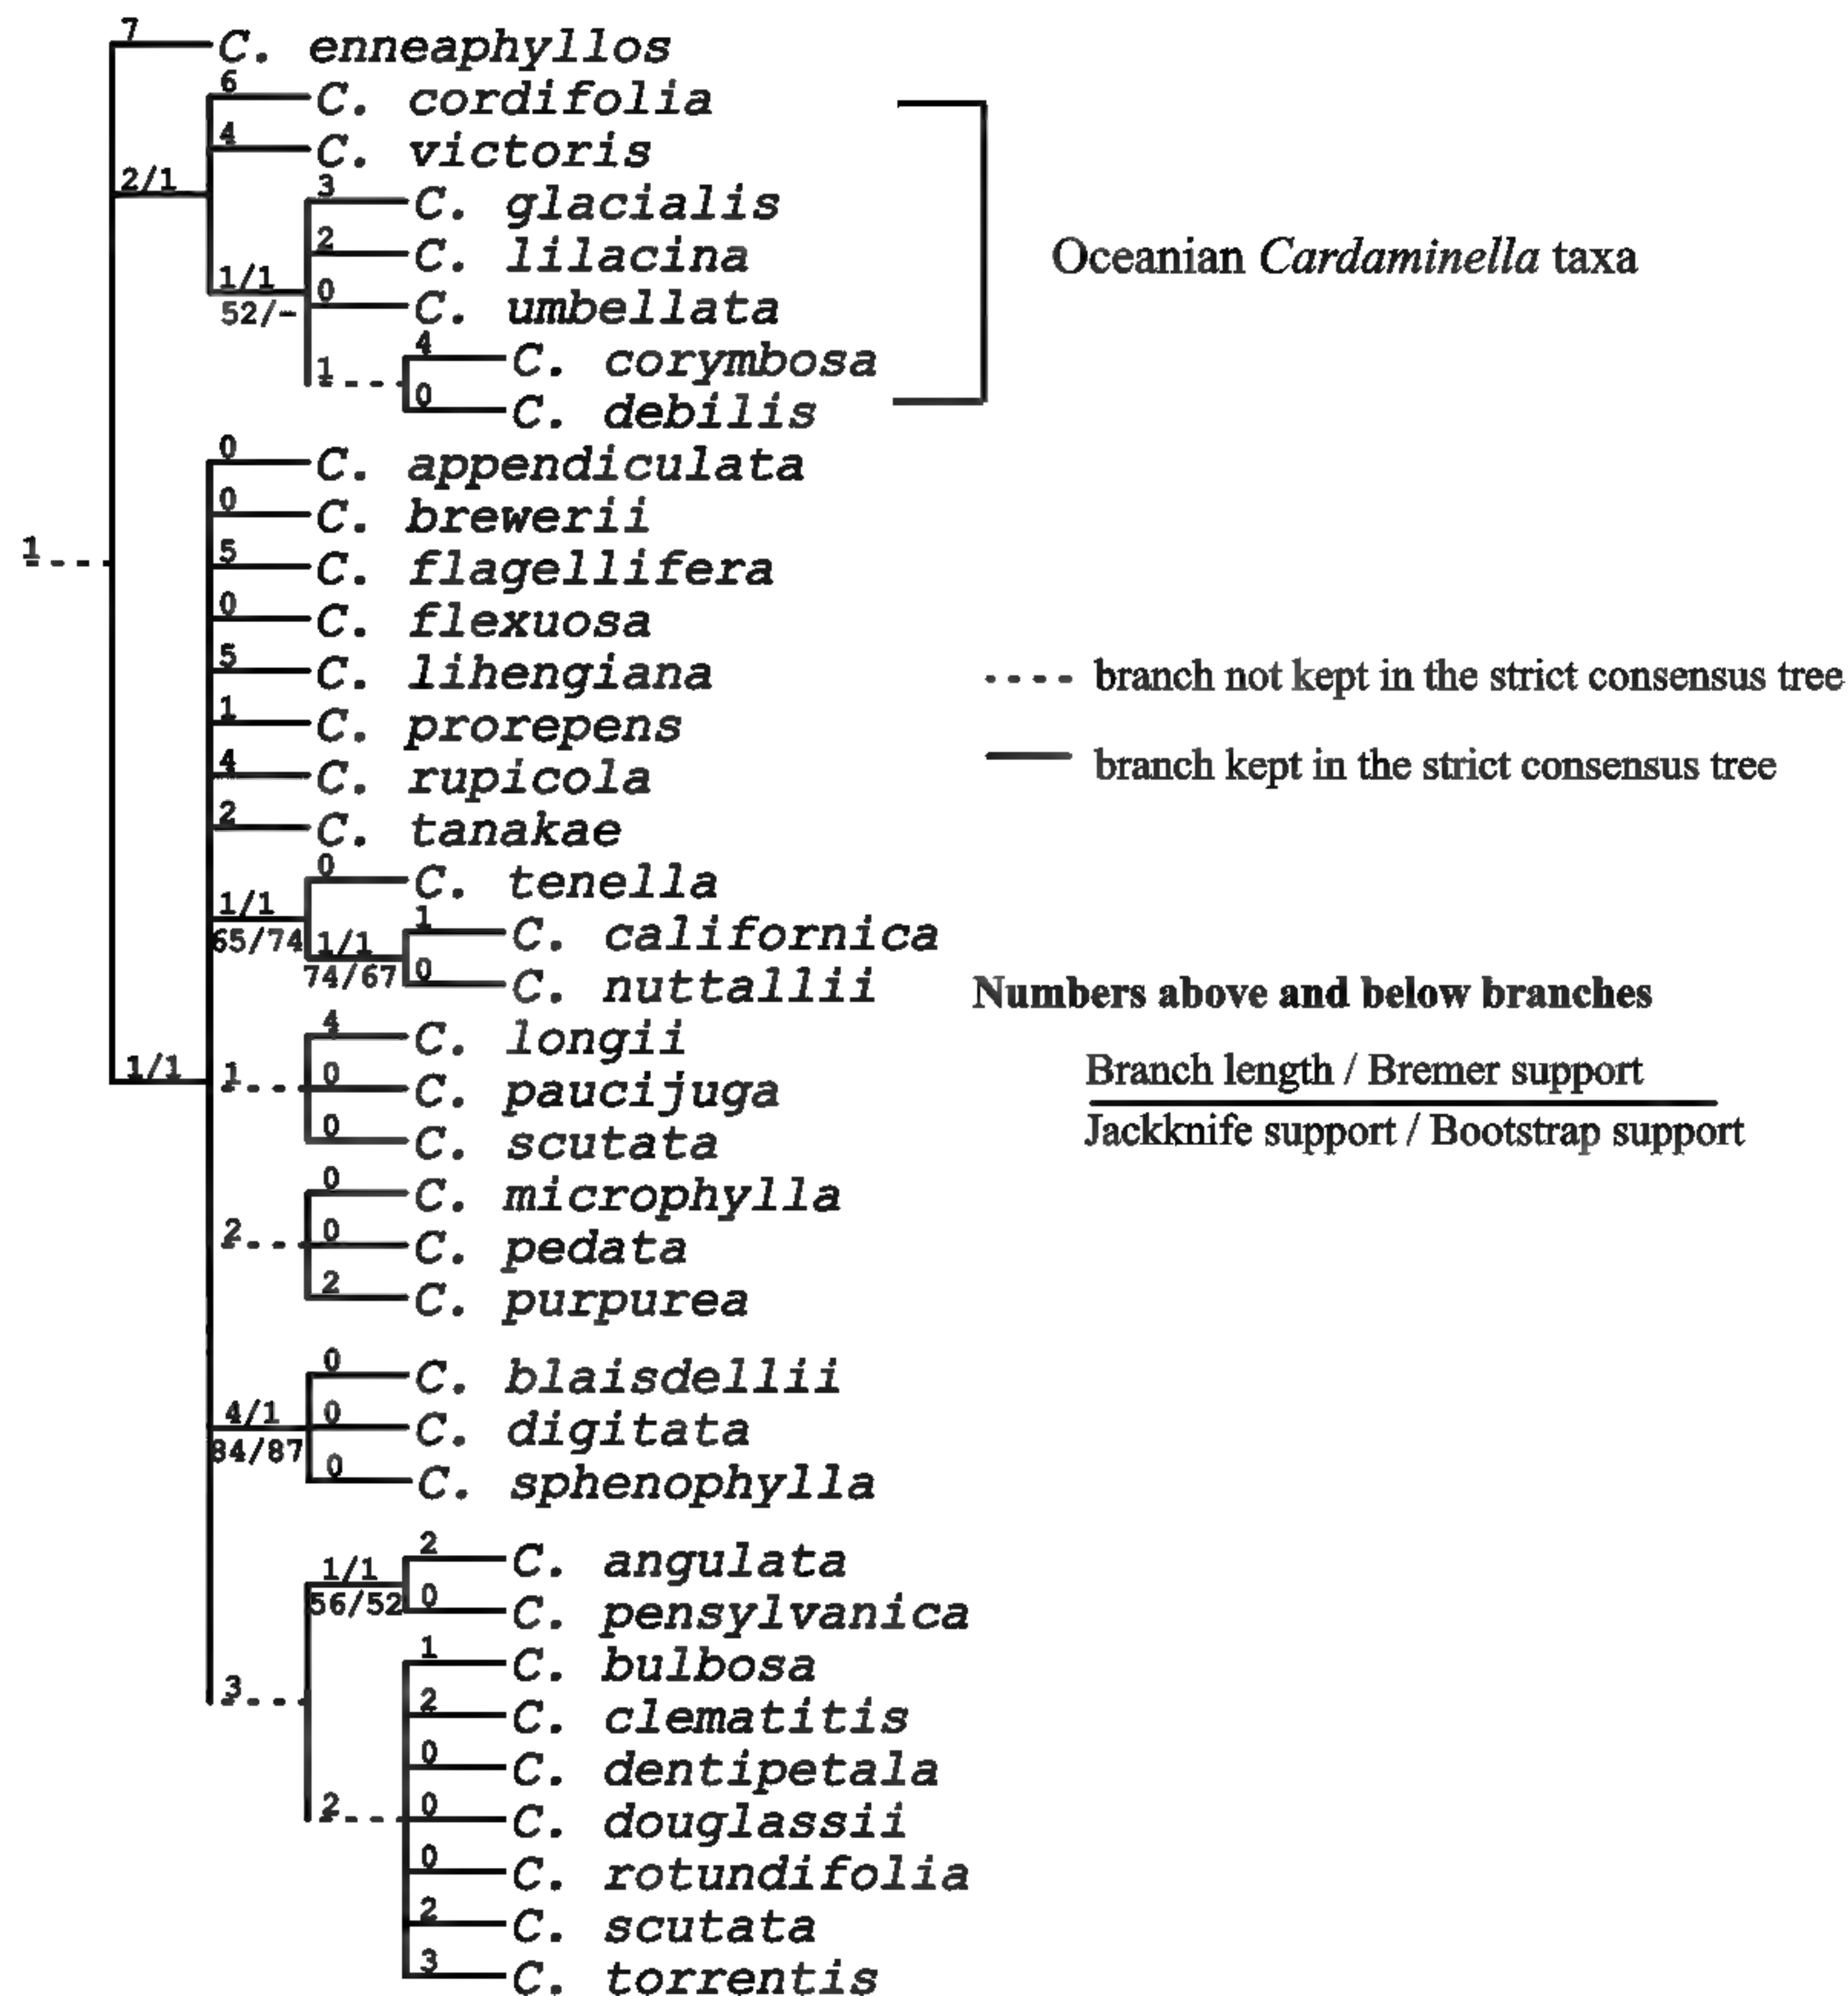 7
C. enneaphyllos
6
C. cordifolia
4
C. victoris
2/1
3
C. glacialis
2
C. lilacina
Oceanian Cardaminella taxa
1/1
52/-
0
C. umbellata
4
C. corymbosa
1
0
C. debilis
0
C. appendiculata
0
C. brewerii
1
5
C. flagellifera
0
C. flexuosa
5
C. lihengiana
---- branch not kept in the strict consensus tree
1
C. prorepens
4
C. rupicola
— branch kept in the strict consensus tree
2
C. tanakae
0
C. tenella
1/1
65/74
1
C. californica
1/1
74/67
0
C. nuttallii
Numbers above and below branches
4
C. longii
1/1
1
0
C. paucijuga
Branch length / Bremer support
Jackknife support / Bootstrap support
0
C. scutata
0
C. microphylla
2
0
C. pedata
2
C. purpurea
0
C. blaisdellii
4/1
84/87
0
C. digitata
0
C. sphenophylla
2
C. angulata
1/1
56/52
0
C. pensylvanica
1
C. bulbosa
3
2
C. clematitis
0
C. dentipetala
2
0
C. douglassii
0
C. rotundifolia
2
C. scutata
3
C. torrentis